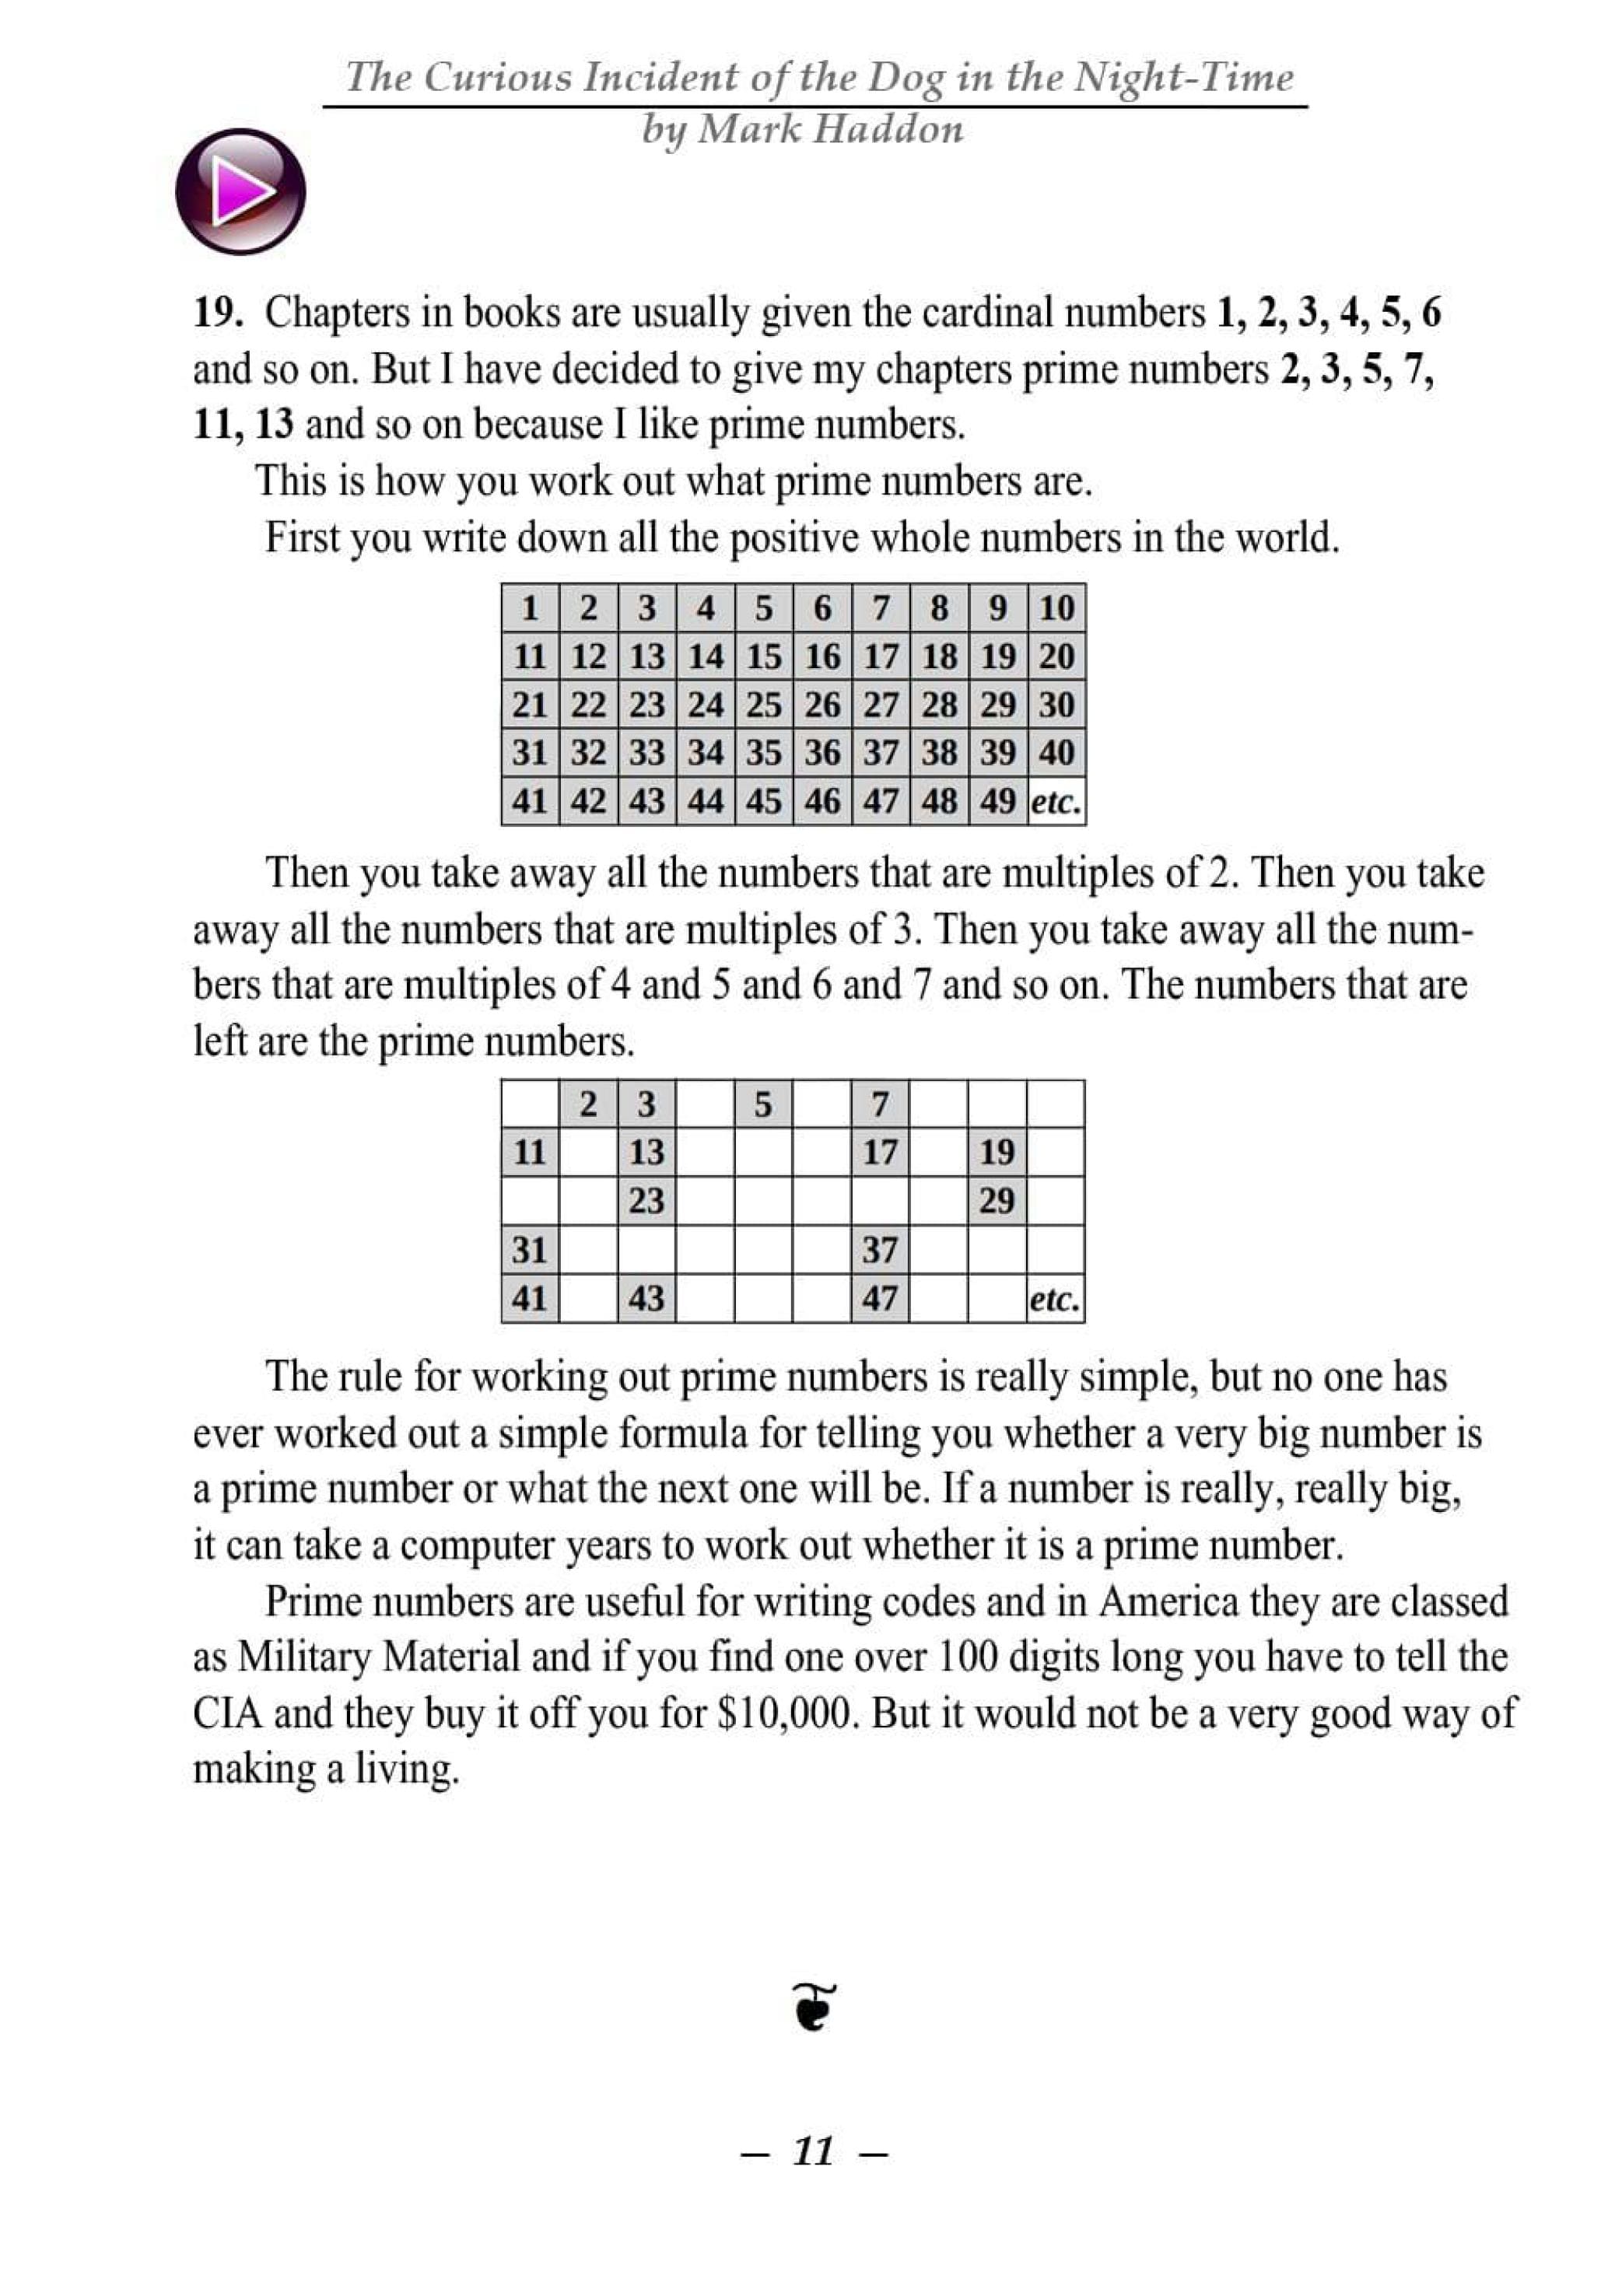 The Curious Incident of the Dog in the Night-Time
by Mark Haddon
19. Chapters in books are usually given the cardinal numbers 1, 2, 3, 4, 5, 6
and so on. But I have decided to give my chapters prime numbers 2, 3, 5, 7,
11, 13 and so on because I like prime numbers.
This is how you work out what prime numbers are.
First you write down all the positive whole numbers in the world.
1 2 3 4 5 6 7 8 9 10
11 12 13 14 15 16 17 18 19 20
21 22 23 24 25 26 27 28 29 30
31 32 33 34 35 36 37 38 39 40
41 42 43 44 45 46 47 48 49 etc.
Then you take away all the numbers that are multiples of 2. Then you take
away all the numbers that are multiples of 3. Then you take away all the num-
bers that are multiples of 4 and 5 and 6 and 7 and so on. The numbers that are
left are the prime numbers.
2 3 5 7
11 13 17 19
23 29
31 37
41 43 47 etc.
The rule for working out prime numbers is really simple, but no one has
ever worked out a simple formula for telling you whether a very big number is
a prime number or what the next one will be. If a number is really, really big,
it can take a computer years to work out whether it is a prime number.
Prime numbers are useful for writing codes and in America they are classed
as Military Material and if you find one over 100 digits long you have to tell the
CIA and they buy it off you for $10,000. But it would not be a very good way of
making a living.
– 11 –